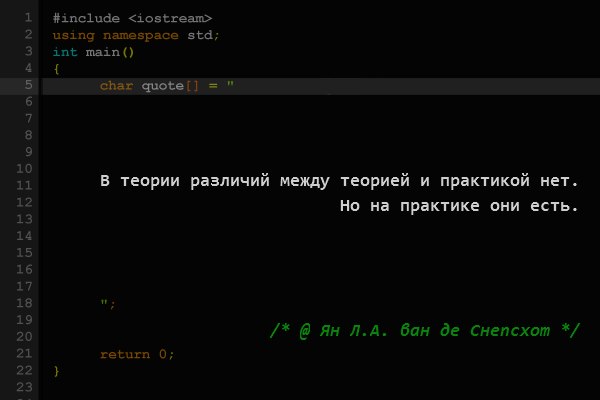 1 #include <iostream>
2 using namespace std;
3 int main()
4 {
5 char quote[] = "
6
7
8
9
10
В теории различий между теорией и практикой нет.
11
12 Но на практике они есть.
13
14
15
16
17
18 ";
19
/* @ Ян Л.А. ван де Снепсхот */
20
21 return 0;
22 }
23